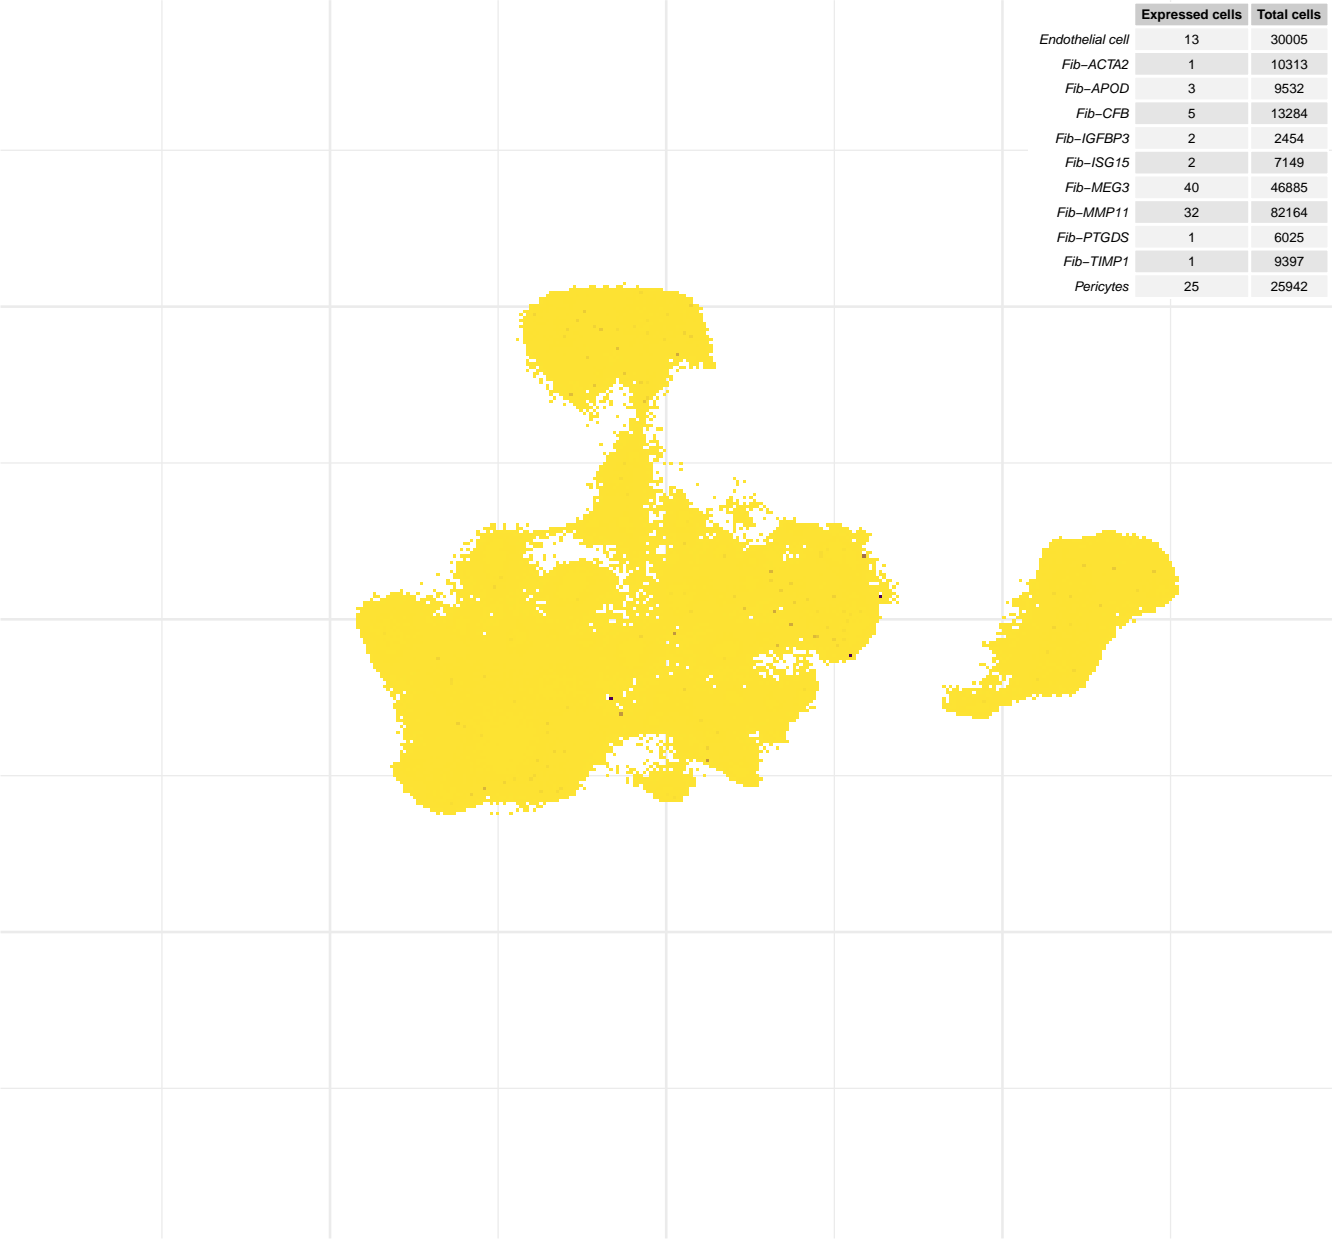 Expressed cells Total cells
Endothelial cell 13 30005
Fib−ACTA2 1 10313
Fib−APOD 3 9532
Fib−CFB 5 13284
Fib−IGFBP3 2 2454
Fib−ISG15 2 7149
Fib−MEG3 40 46885
Fib−MMP11 32 82164
Fib−PTGDS 1 6025
Fib−TIMP1 1 9397
Pericytes 25 25942